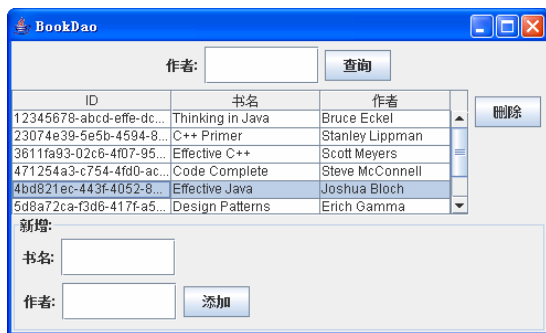 BookDao
作者: 查询
ID 书名 作者
12345678-abcd-effe-dc... Thinking in Java Bruce Eckel
23074e39-5e5b-4594-8... C++ Primer Stanley Lippman
3611fa93-02c6-4f07-95... Effective C++ Scott Meyers
471254a3-c754-4fd0-ac... Code Complete Steve McConnell
4bd821ec-443f-4052-8... Effective Java Joshua Bloch
5d8a72ca-f3d6-417f-a5... Design Patterns Erich Gamma
删除
新增:
书名:
作者: 添加